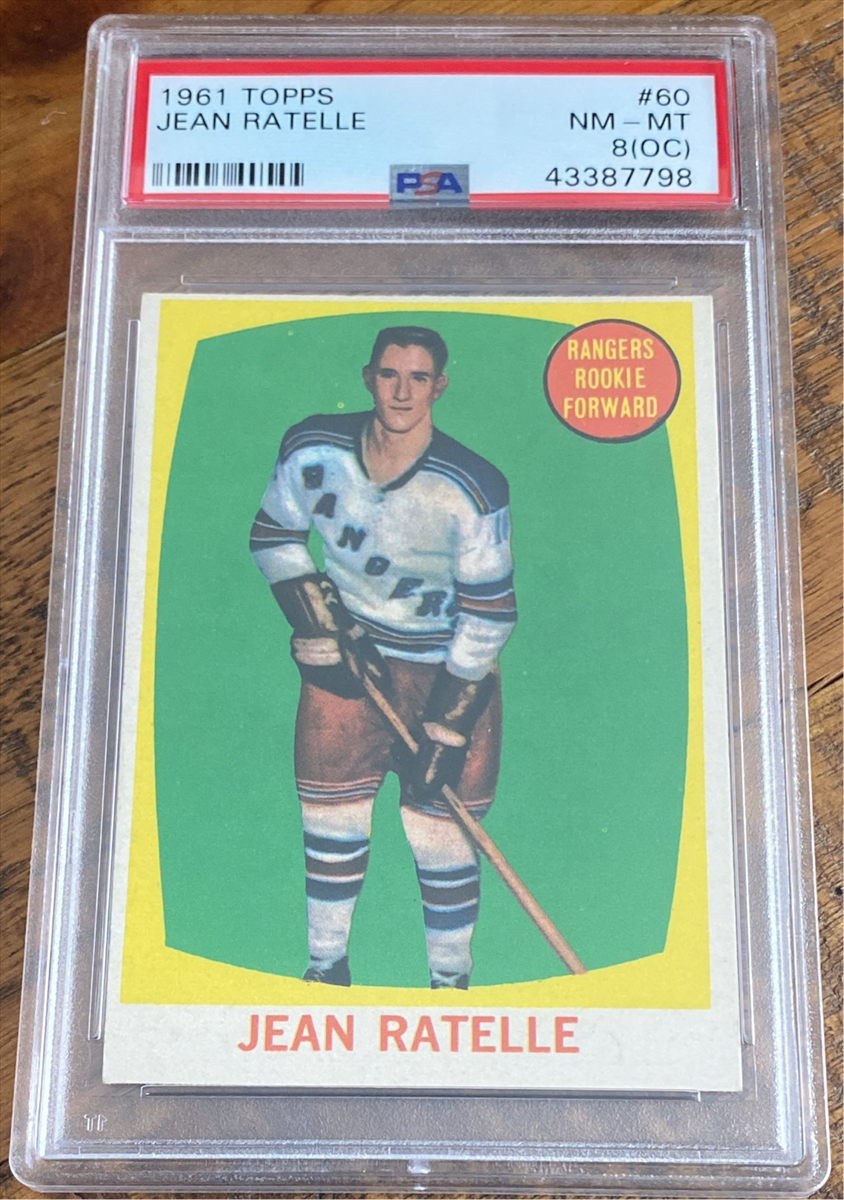 1961 TOPPS #60
JEAN RATELLE NM – MT
8(OC)
PSA 43387798
RANGERS
ROOKIE
FORWARD
RANGERS
JEAN RATELLE